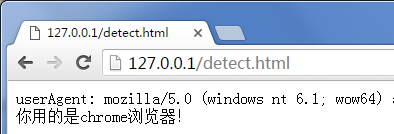 127.0.0.1/detect.html
127.0.0.1/detect.html
userAgent: mozilla/5.0 (windows nt 6.1; wow64)
你用的是chrome浏览器!